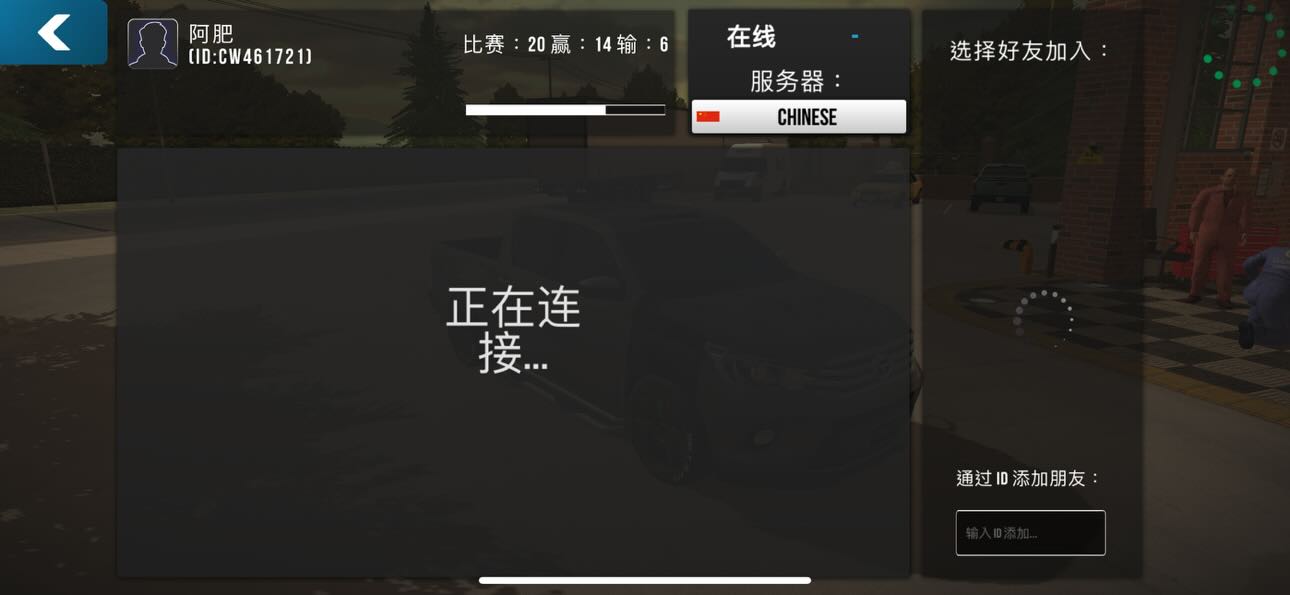 阿肥
(ID:CW461721)
比赛：20 赢：14 输：6
在线 -
服务器：
CHINESE
选择好友加入：
正在连
接...
通过 ID 添加朋友：
输入 ID 添加...